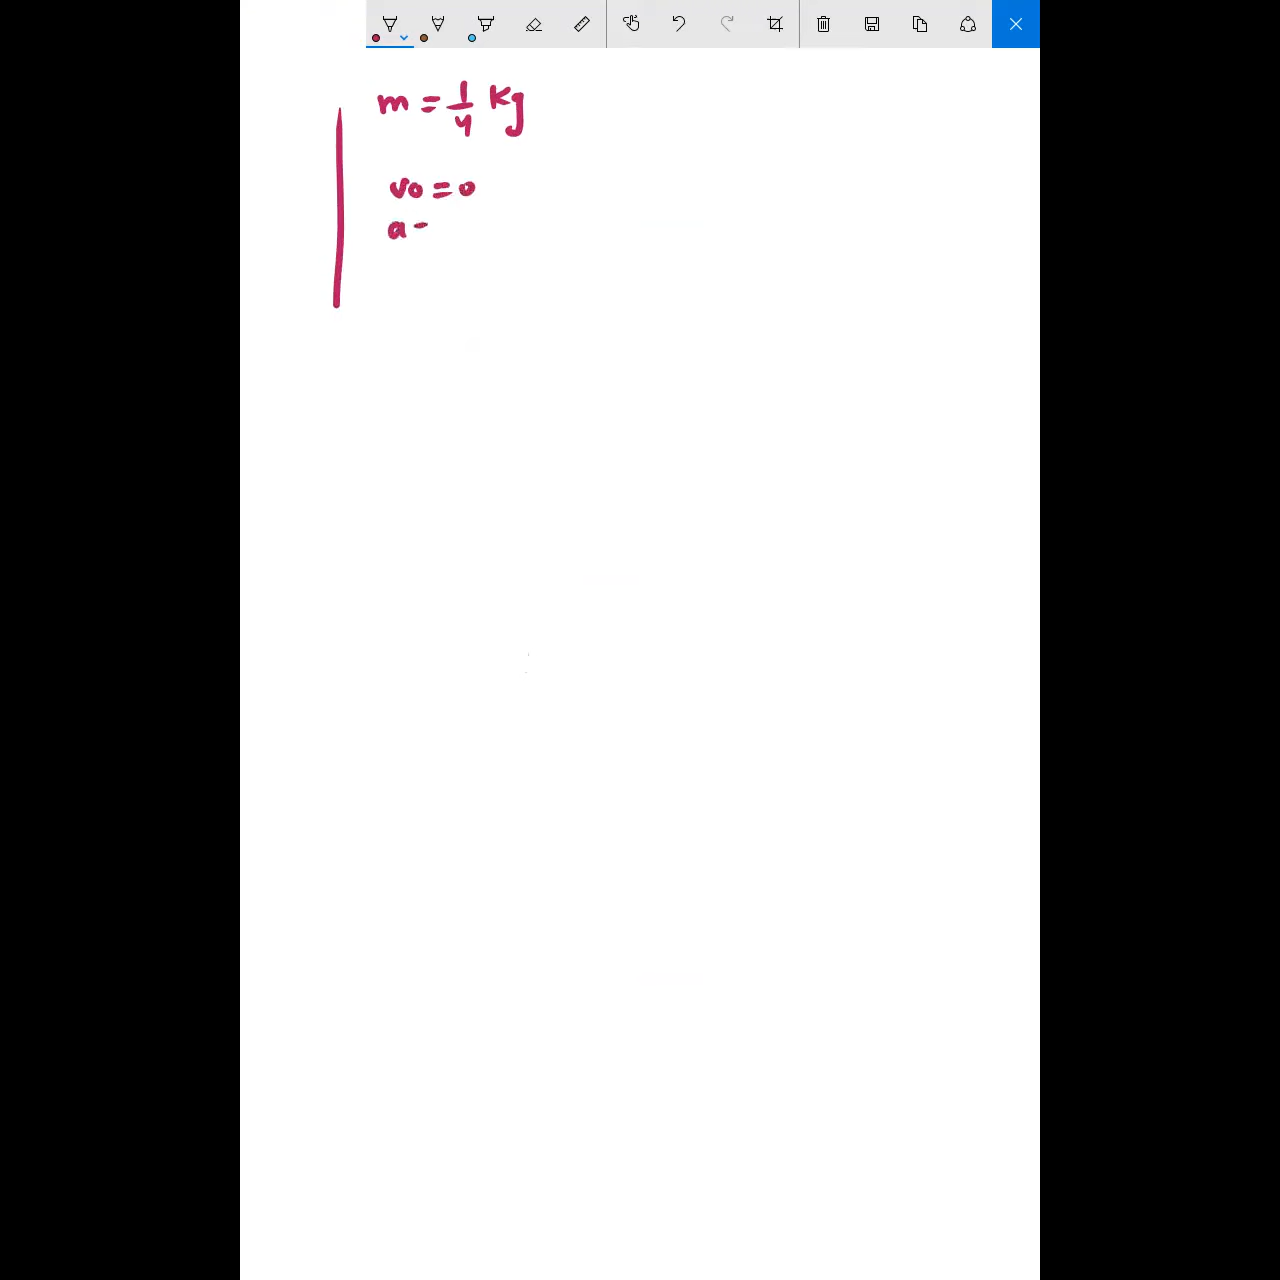 m = 1/4 Kg
vo = 0
a -